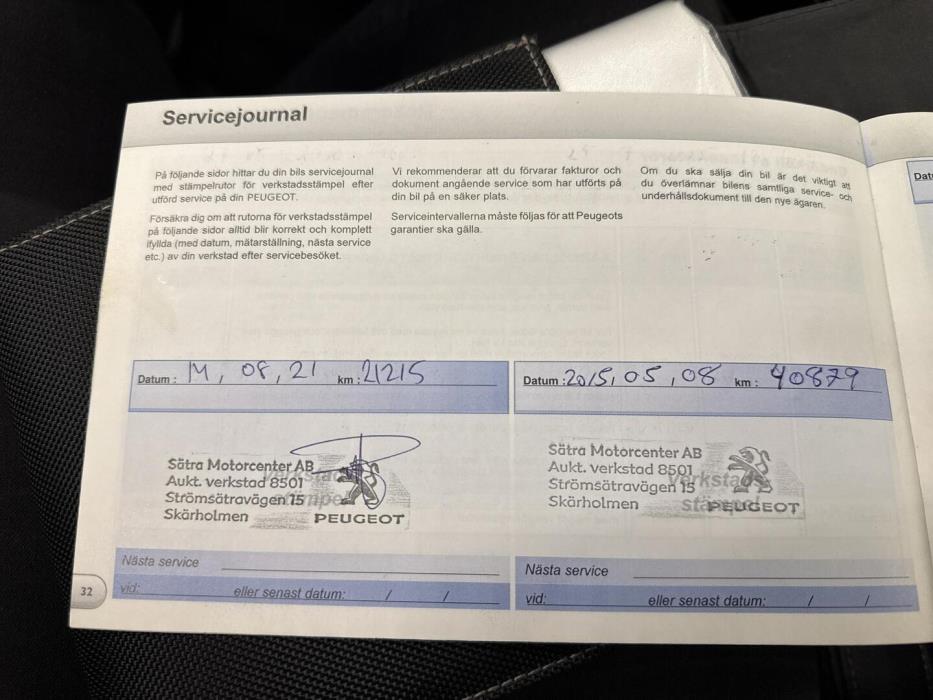 Servicejournal
På följande sidor hittar du din bils servicejournal
med stämpelrutor för verkstadsstämpel efter
utförd service på din PEUGEOT.
Försäkra dig om att rutorna för verkstadsstämpel
på följande sidor alltid blir korrekt och komplett
ifyllda (med datum, mätarställning, nästa service
etc.) av din verkstad efter servicebesöket.
Vi rekommenderar att du förvarar fakturor och
dokument angående service som har utförts på
din bil på en säker plats.
Serviceintervallerna måste följas för att Peugeots
garantier ska gälla.
Om du ska sälja din bil är det viktigt att
du överlämnar bilens samtliga service- och
underhållsdokument till den nye ägaren.
Datum : 14, 08, 21 km : 21215
Sätra Motorcenter AB
Aukt. verkstad 8501
Strömsätravägen 15
Skärholmen
PEUGEOT
Nästa service
vid: eller senast datum: / /
Datum : 2015, 05, 08 km : 40879
Sätra Motorcenter AB
Aukt. verkstad 8501
Strömsätravägen 15
Skärholmen
PEUGEOT
Nästa service
vid: eller senast datum: / /
32